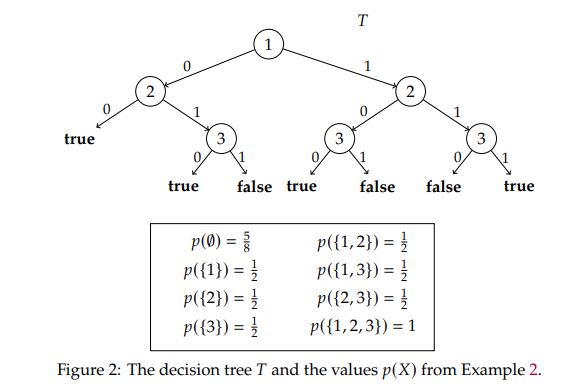 T
1
0 1
2 2
0 1 0 1
true 3 3 3
0 1 0 1 0 1
true false true false false true
p(∅) = 5/8 p({1,2}) = 1/2
p({1}) = 1/2 p({1,3}) = 1/2
p({2}) = 1/2 p({2,3}) = 1/2
p({3}) = 1/2 p({1,2,3}) = 1
Figure 2: The decision tree T and the values p(X) from Example 2.